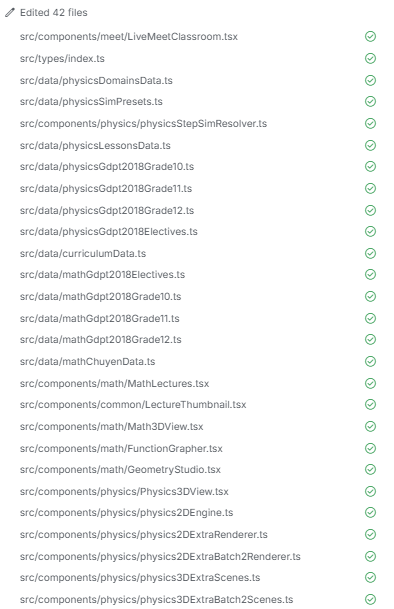 Edited 42 files
src/components/meet/LiveMeetClassroom.tsx
src/types/index.ts
src/data/physicsDomainsData.ts
src/data/physicsSimPresets.ts
src/components/physics/physicsStepSimResolver.ts
src/data/physicsLessonsData.ts
src/data/physicsGdpt2018Grade10.ts
src/data/physicsGdpt2018Grade11.ts
src/data/physicsGdpt2018Grade12.ts
src/data/physicsGdpt2018Electives.ts
src/data/curriculumData.ts
src/data/mathGdpt2018Electives.ts
src/data/mathGdpt2018Grade10.ts
src/data/mathGdpt2018Grade11.ts
src/data/mathGdpt2018Grade12.ts
src/data/mathChuyenData.ts
src/components/math/MathLectures.tsx
src/components/common/LectureThumbnail.tsx
src/components/math/Math3DView.tsx
src/components/math/FunctionGrapher.tsx
src/components/math/GeometryStudio.tsx
src/components/physics/Physics3DView.tsx
src/components/physics/physics2DEngine.ts
src/components/physics/physics2DExtraRenderer.ts
src/components/physics/physics2DExtraBatch2Renderer.ts
src/components/physics/physics3DExtraScenes.ts
src/components/physics/physics3DExtraBatch2Scenes.ts